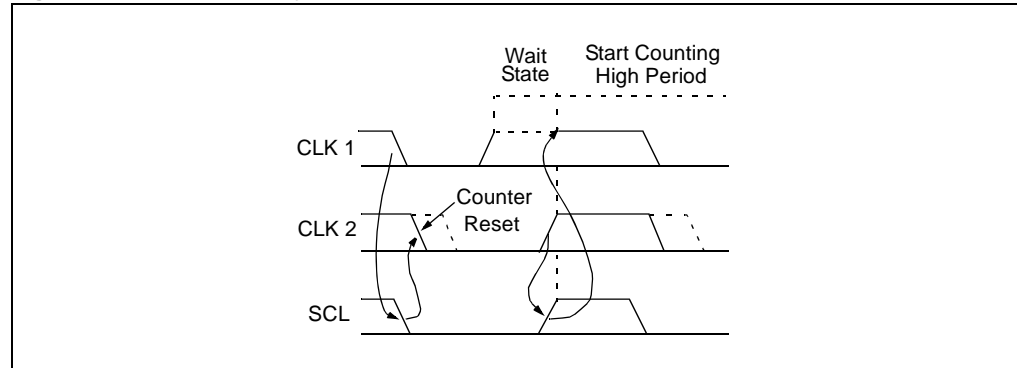 Wait
State
Start Counting
High Period
CLK 1
Counter
Reset
CLK 2
SCL